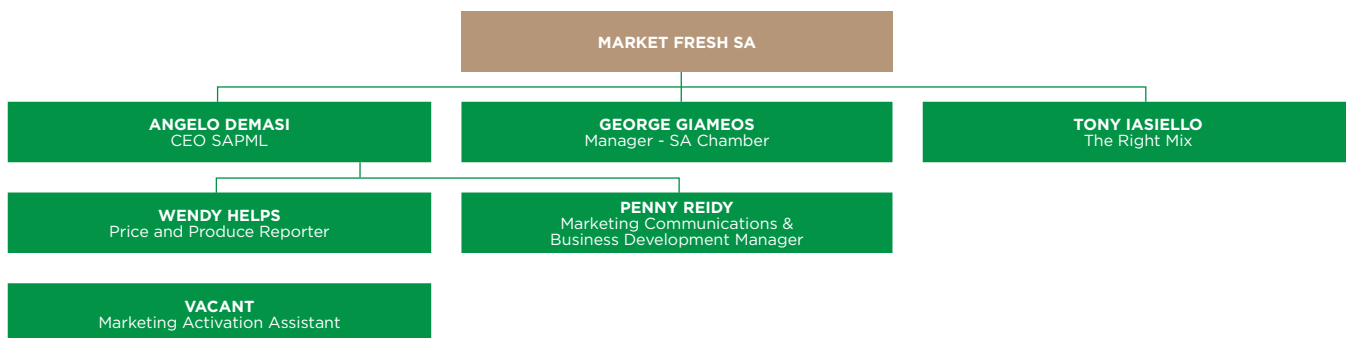 MARKET FRESH SA
ANGELO DEMASI
CEO SAPML
GEORGE GIAMEOS
Manager - SA Chamber
TONY IASIELLO
The Right Mix
WENDY HELPS
Price and Produce Reporter
PENNY REIDY
Marketing Communications &
Business Development Manager
VACANT
Marketing Activation Assistant